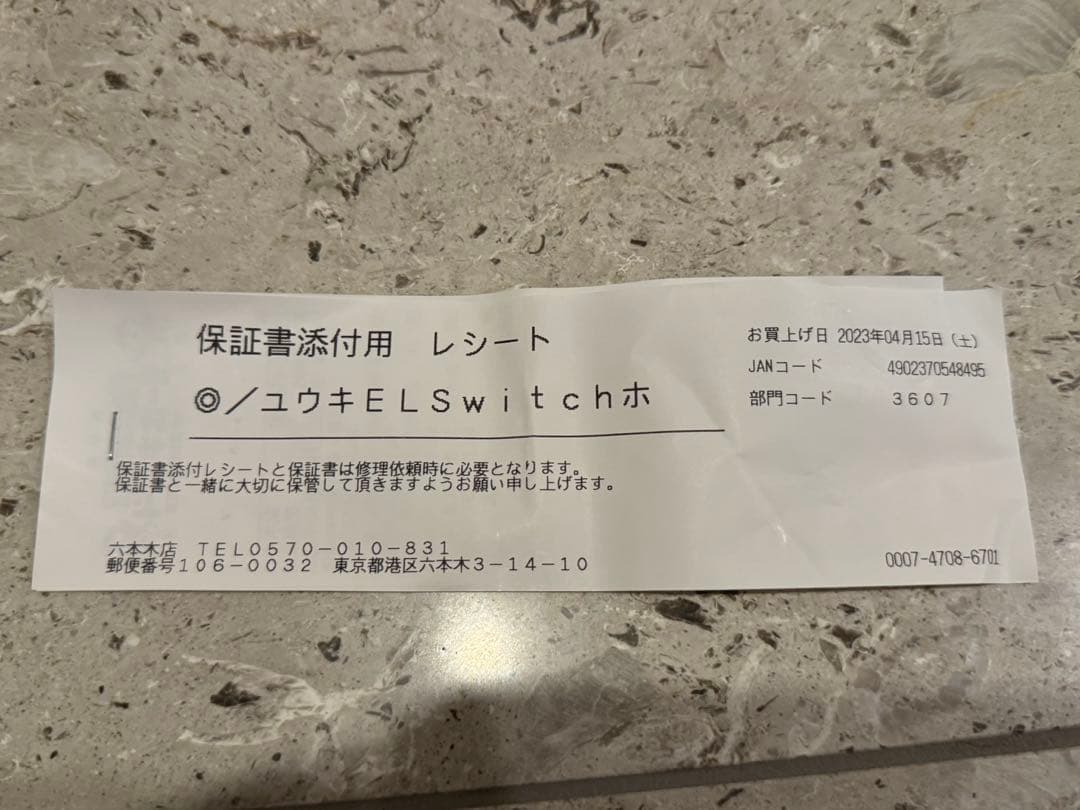 保証書添付用　レシート
◎／ユウキＥＬＳｗｉｔｃｈホ
お買上げ日 2023年04月15日（土）
JANコード 4902370548495
部門コード ３６０７
保証書添付レシートと保証書は修理依頼時に必要となります。
保証書と一緒に大切に保管して頂きますようお願い申し上げます。
六本木店　ＴＥＬ０５７０－０１０－８３１
郵便番号１０６－００３２　東京都港区六本木３－１４－１０
0007-4708-6701